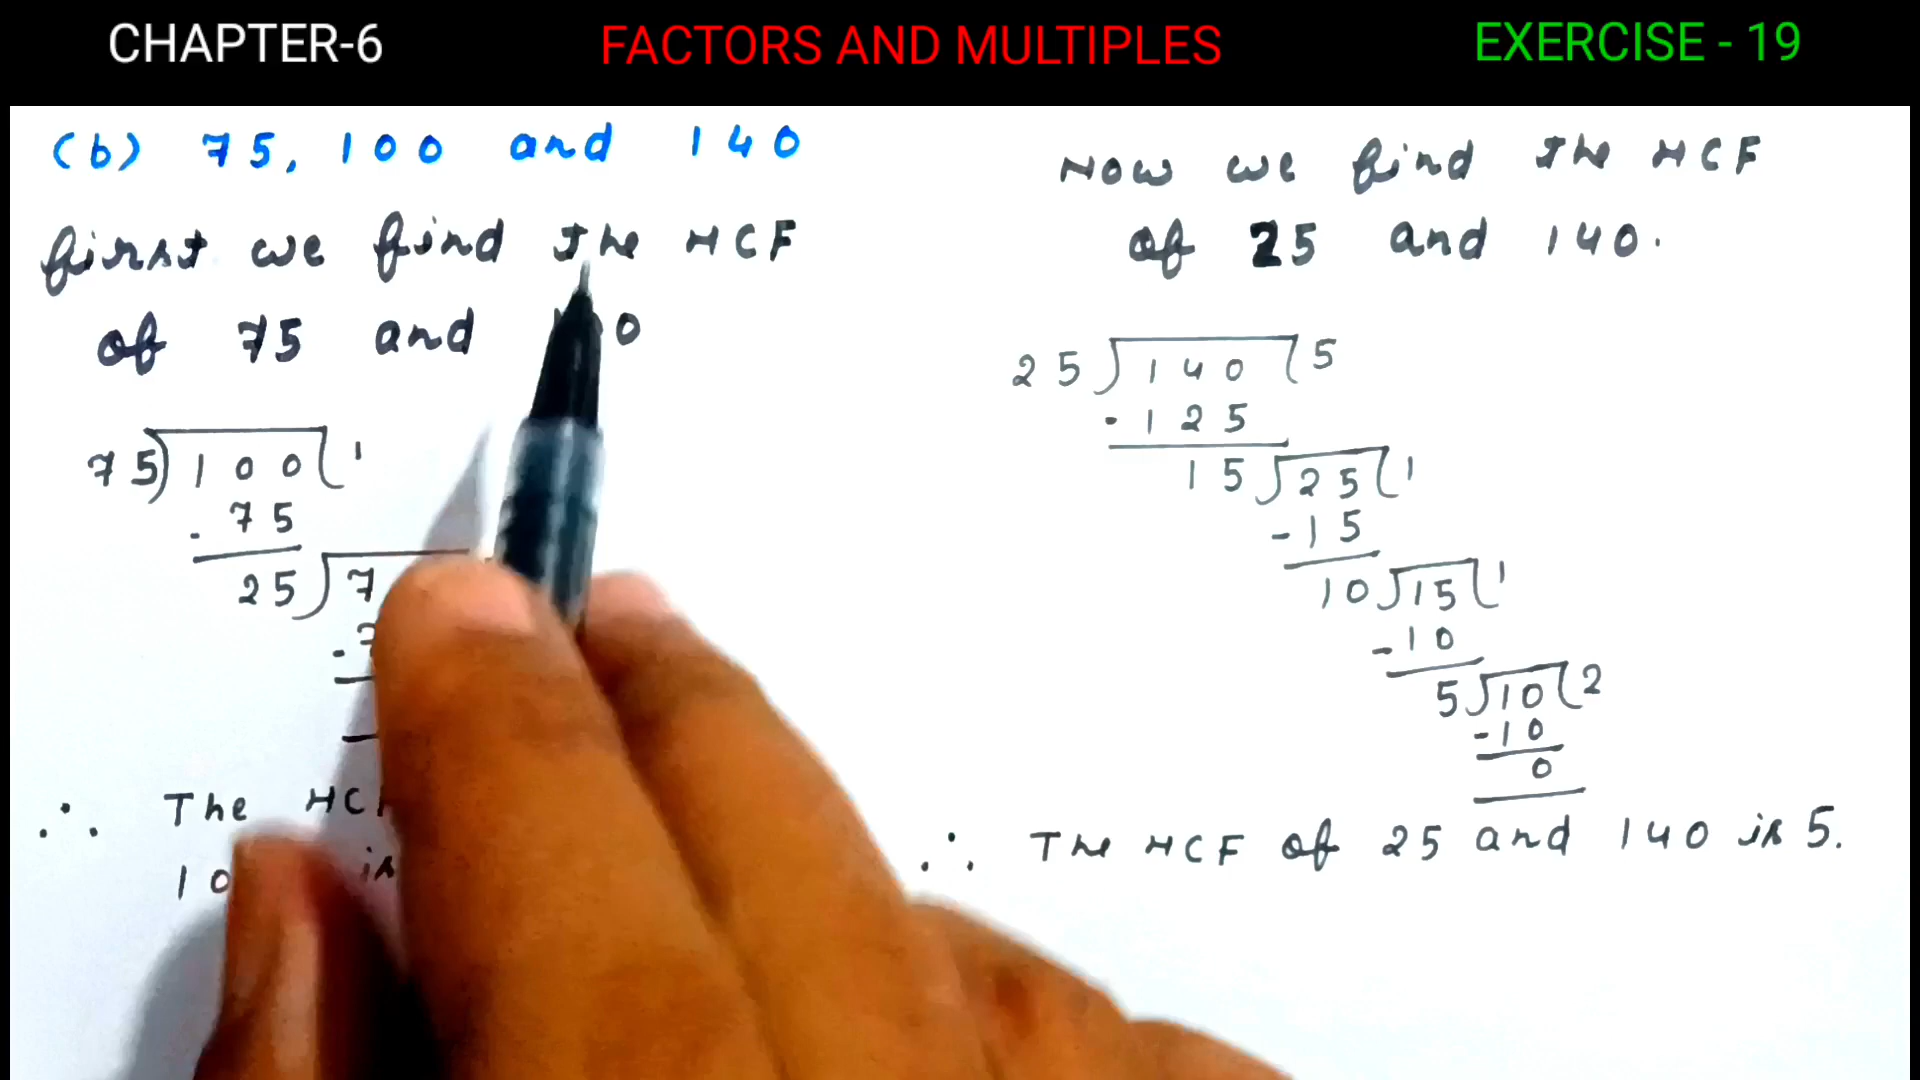 CHAPTER-6
FACTORS AND MULTIPLES
EXERCISE - 19
(b) 75, 100 and 140
first we find the HCF
of 75 and
75) 100 ( 1
- 75
25) 7
-
∴ The HCF
is
Now we find the HCF
of 25 and 140.
25) 140 ( 5
- 125
15) 25 ( 1
- 15
10) 15 ( 1
- 10
5) 10 ( 2
- 10
0
∴ The HCF of 25 and 140 is 5.